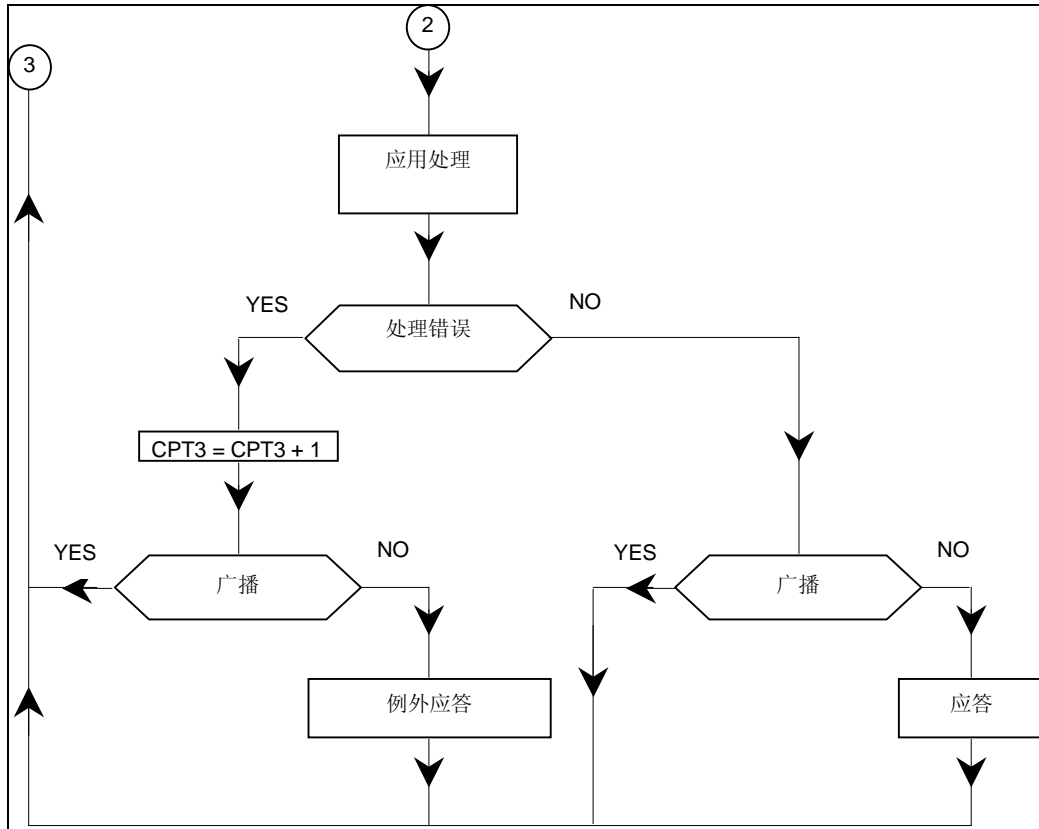 2
3
应用处理
YES
NO
处理错误
CPT3 = CPT3 + 1
YES
NO
YES
NO
广播
广播
例外应答
应答